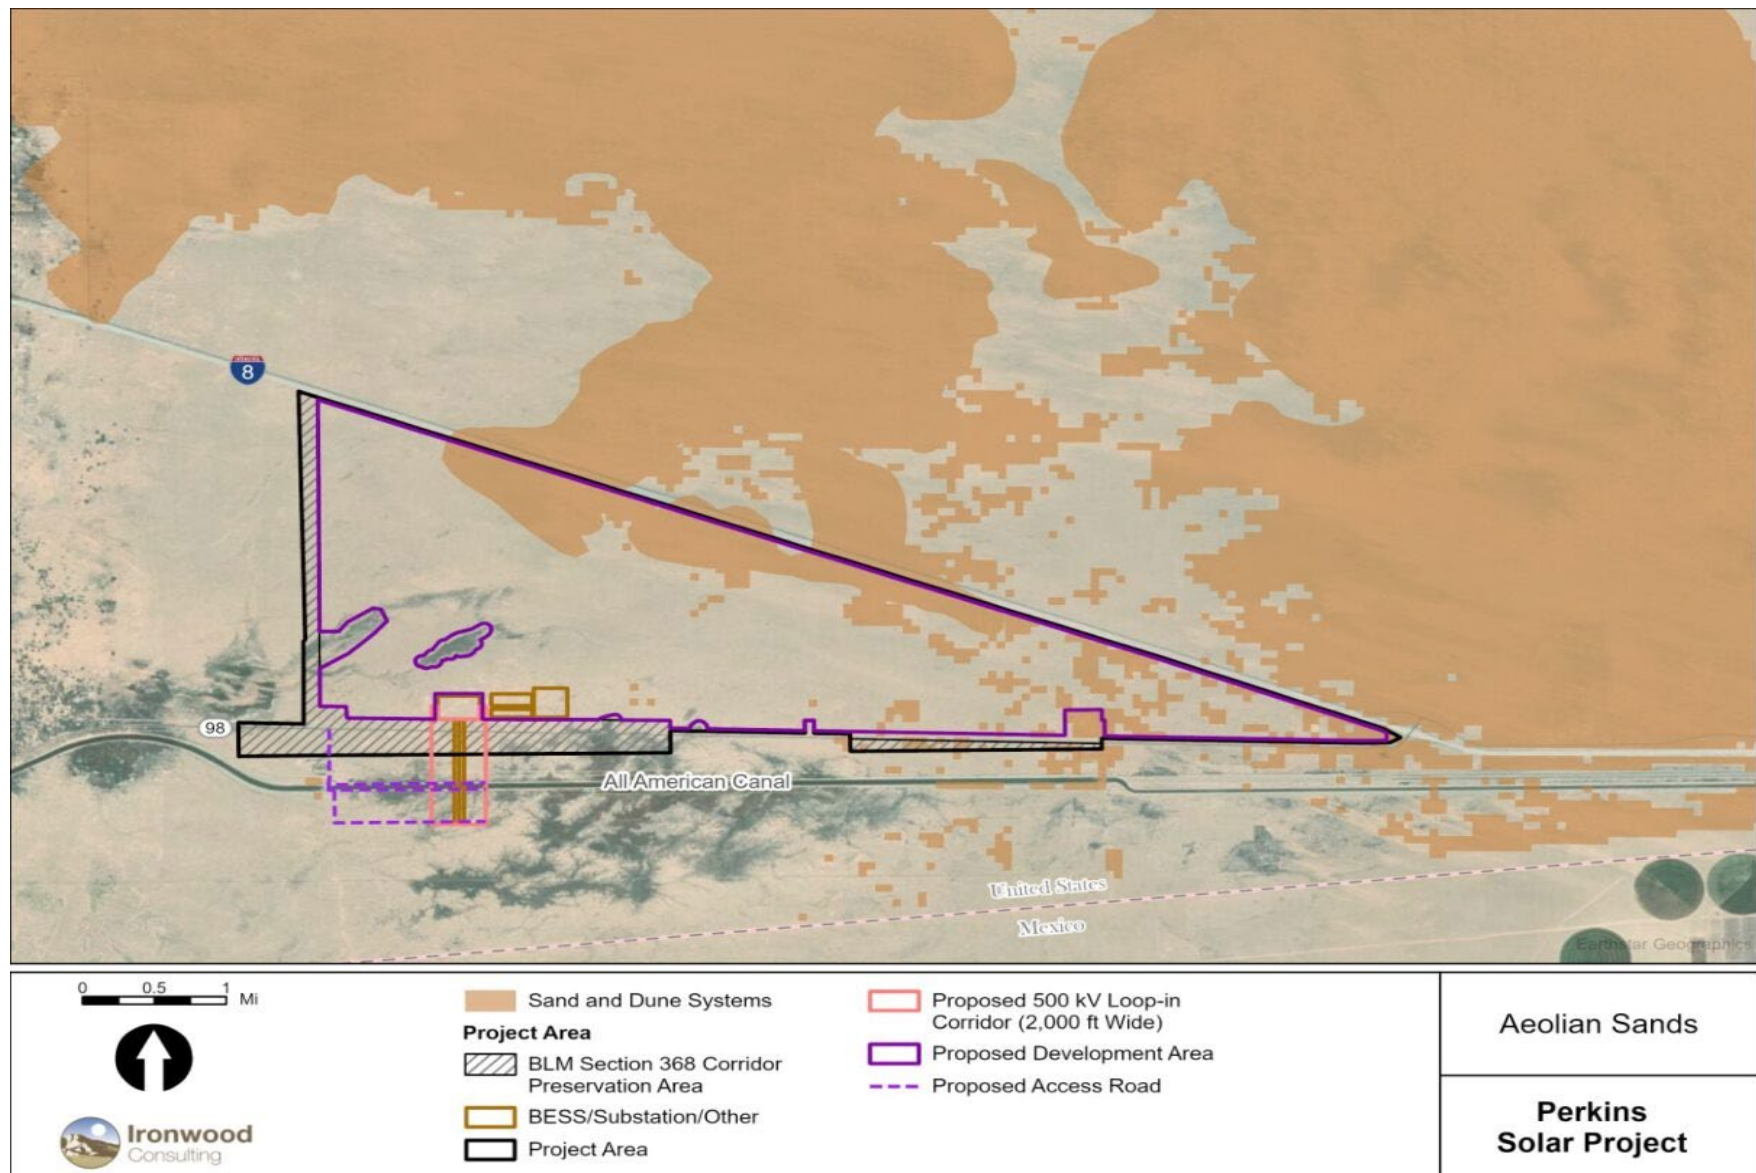 8
98
All American Canal
United States
Mexico
Earthstar Geographics
0 0.5 1 Mi
Ironwood
Consulting
Sand and Dune Systems
Project Area
BLM Section 368 Corridor
Preservation Area
BESS/Substation/Other
Project Area
Proposed 500 kV Loop-in
Corridor (2,000 ft Wide)
Proposed Development Area
Proposed Access Road
Aeolian Sands
Perkins
Solar Project